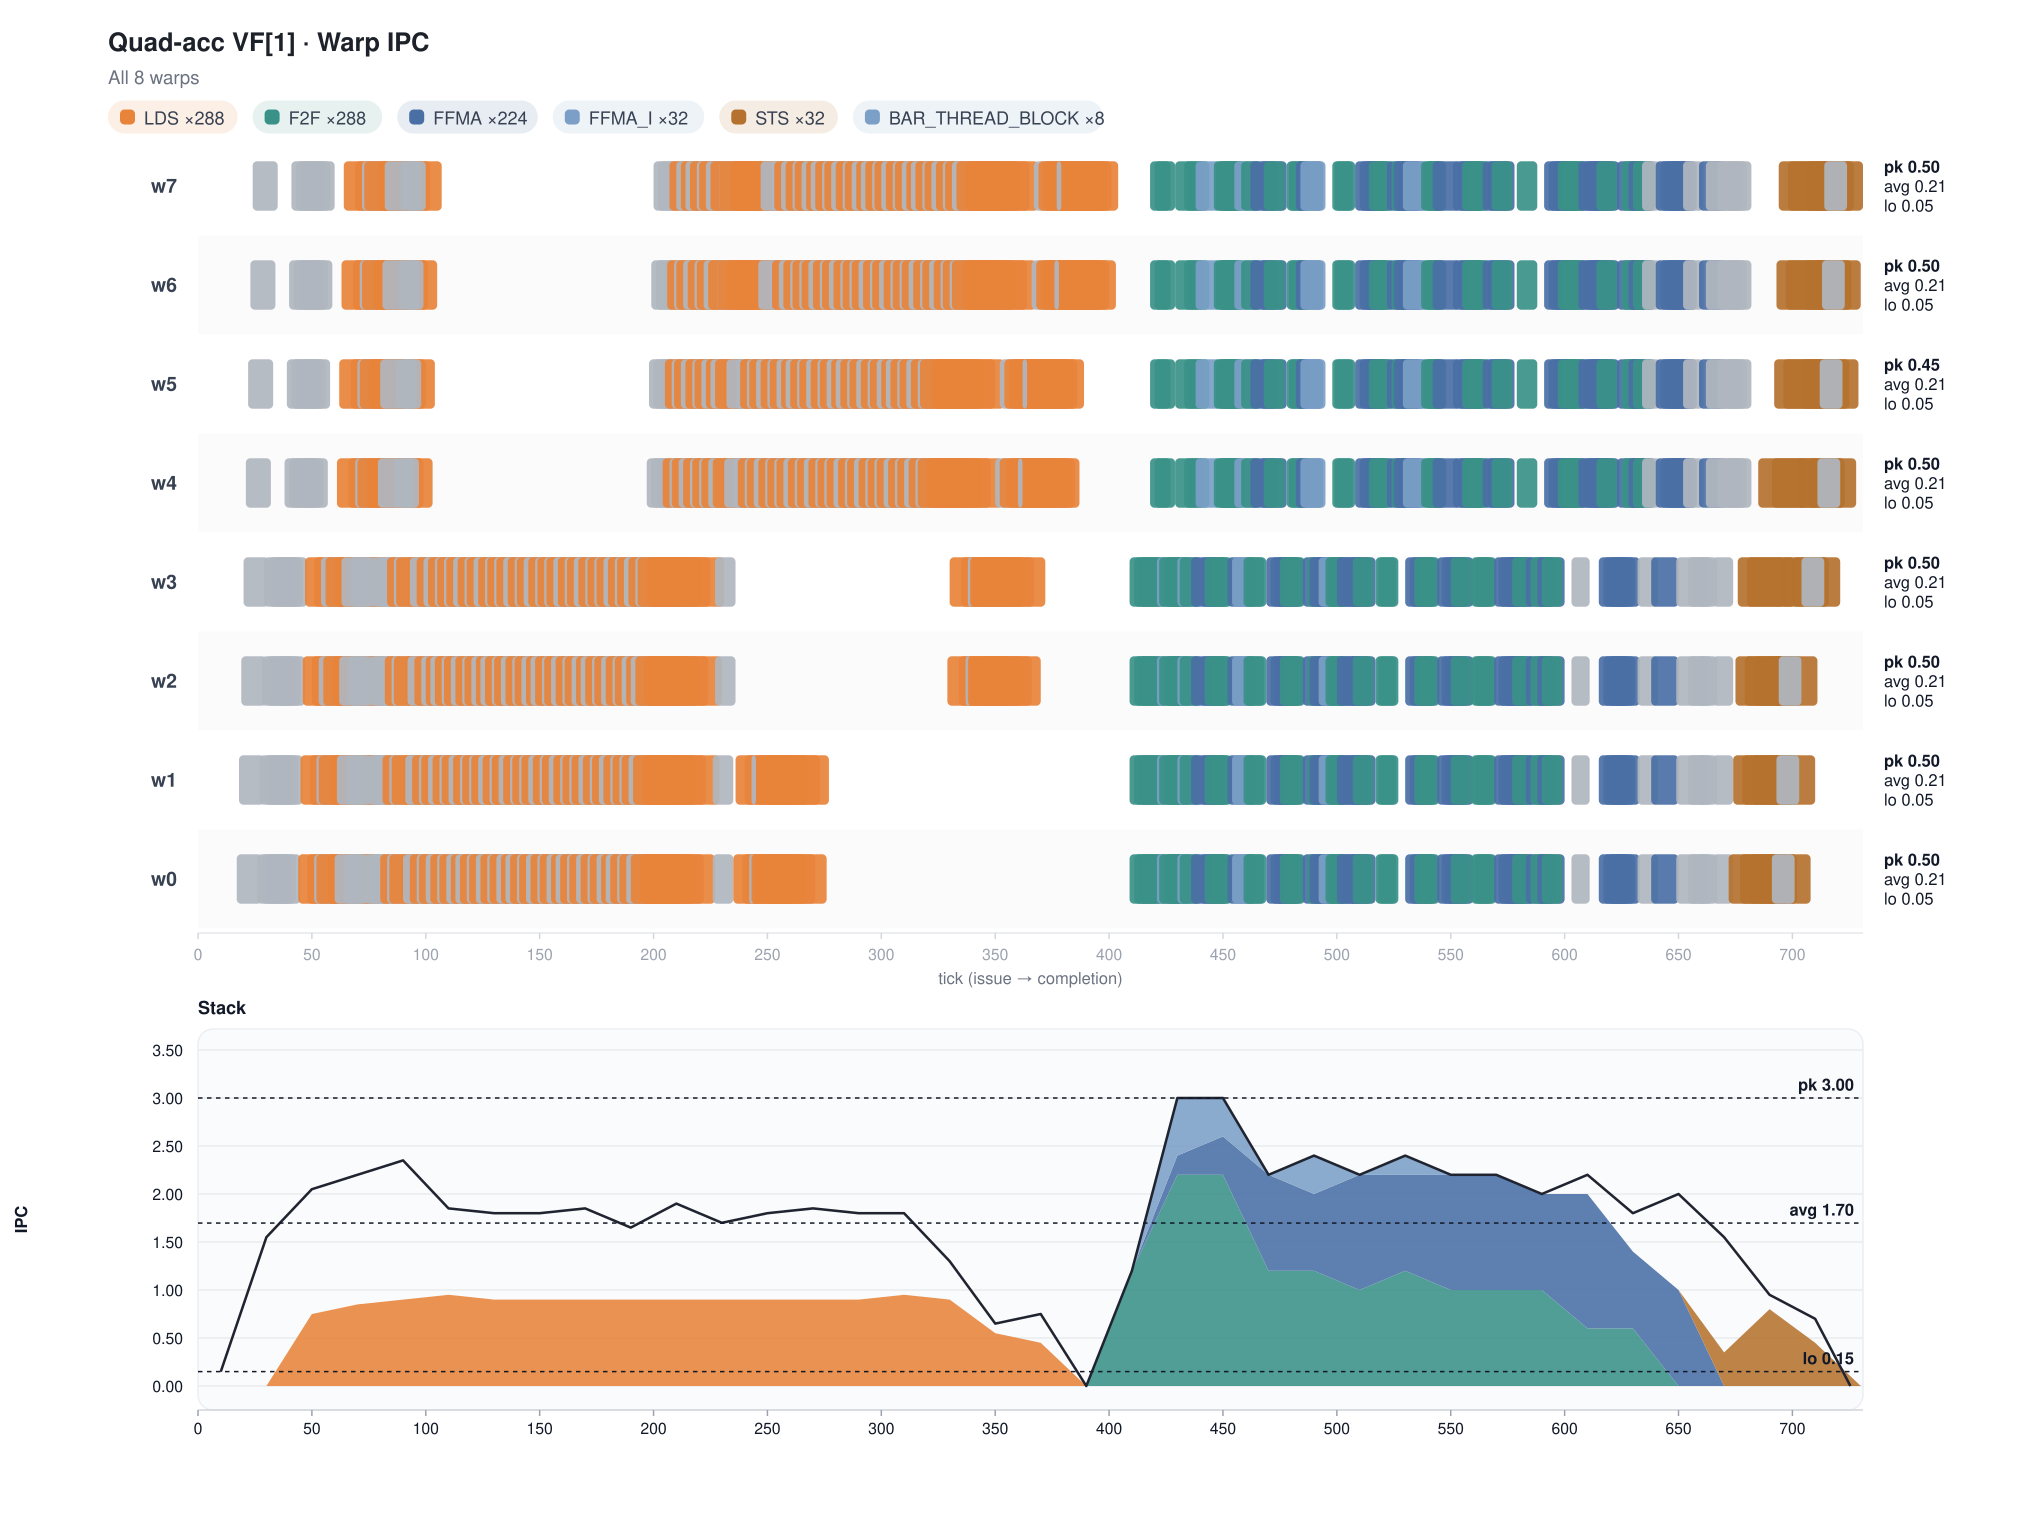 Quad-acc VF[1] · Warp IPC
All 8 warps
LDS ×288 F2F ×288 FFMA ×224 FFMA_I ×32 STS ×32 BAR_THREAD_BLOCK ×8
w7
pk 0.50
avg 0.21
lo 0.05
w6
pk 0.50
avg 0.21
lo 0.05
w5
pk 0.45
avg 0.21
lo 0.05
w4
pk 0.50
avg 0.21
lo 0.05
w3
pk 0.50
avg 0.21
lo 0.05
w2
pk 0.50
avg 0.21
lo 0.05
w1
pk 0.50
avg 0.21
lo 0.05
w0
pk 0.50
avg 0.21
lo 0.05
0 50 100 150 200 250 300 350 400 450 500 550 600 650 700
tick (issue → completion)
Stack
3.50
3.00
pk 3.00
2.50
2.00
avg 1.70
1.50
1.00
0.50
lo 0.15
0.00
IPC
0 50 100 150 200 250 300 350 400 450 500 550 600 650 700